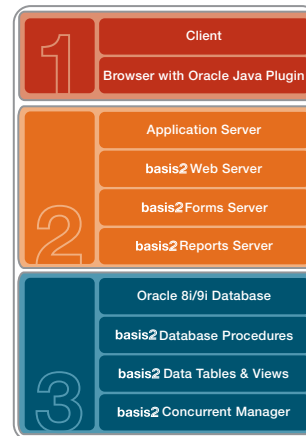 1
Client
Browser with Oracle Java Plugin
2
Application Server
basis2 Web Server
basis2 Forms Server
basis2 Reports Server
3
Oracle 8i/9i Database
basis2 Database Procedures
basis2 Data Tables & Views
basis2 Concurrent Manager